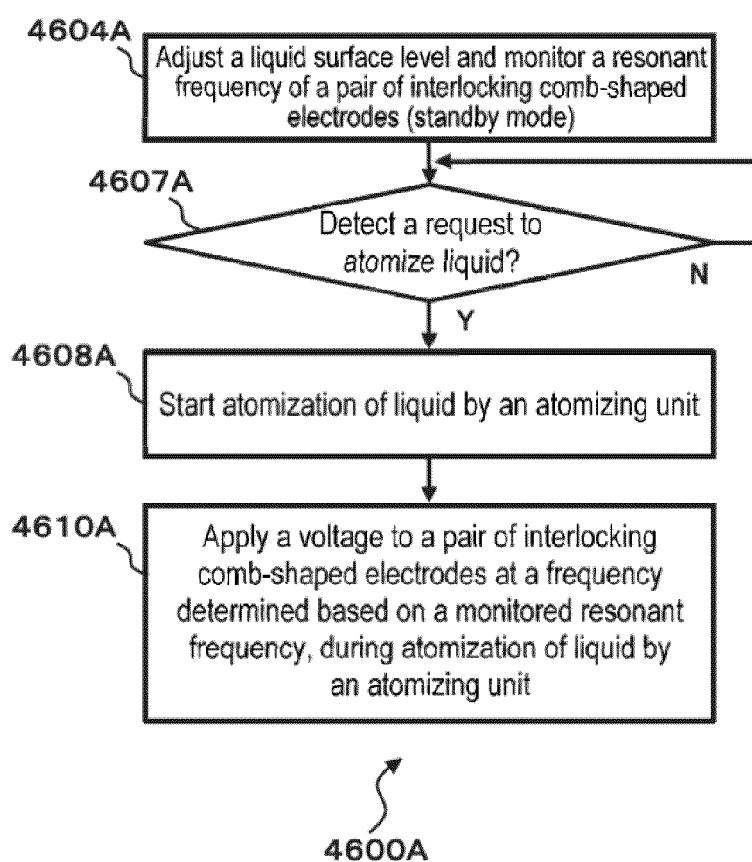 4604A
Adjust a liquid surface level and monitor a resonant
frequency of a pair of interlocking comb-shaped
electrodes (standby mode)
4607A
Detect a request to
atomize liquid?
N
Y
4608A
Start atomization of liquid by an atomizing unit
4610A
Apply a voltage to a pair of interlocking
comb-shaped electrodes at a frequency
determined based on a monitored resonant
frequency, during atomization of liquid by
an atomizing unit
4600A